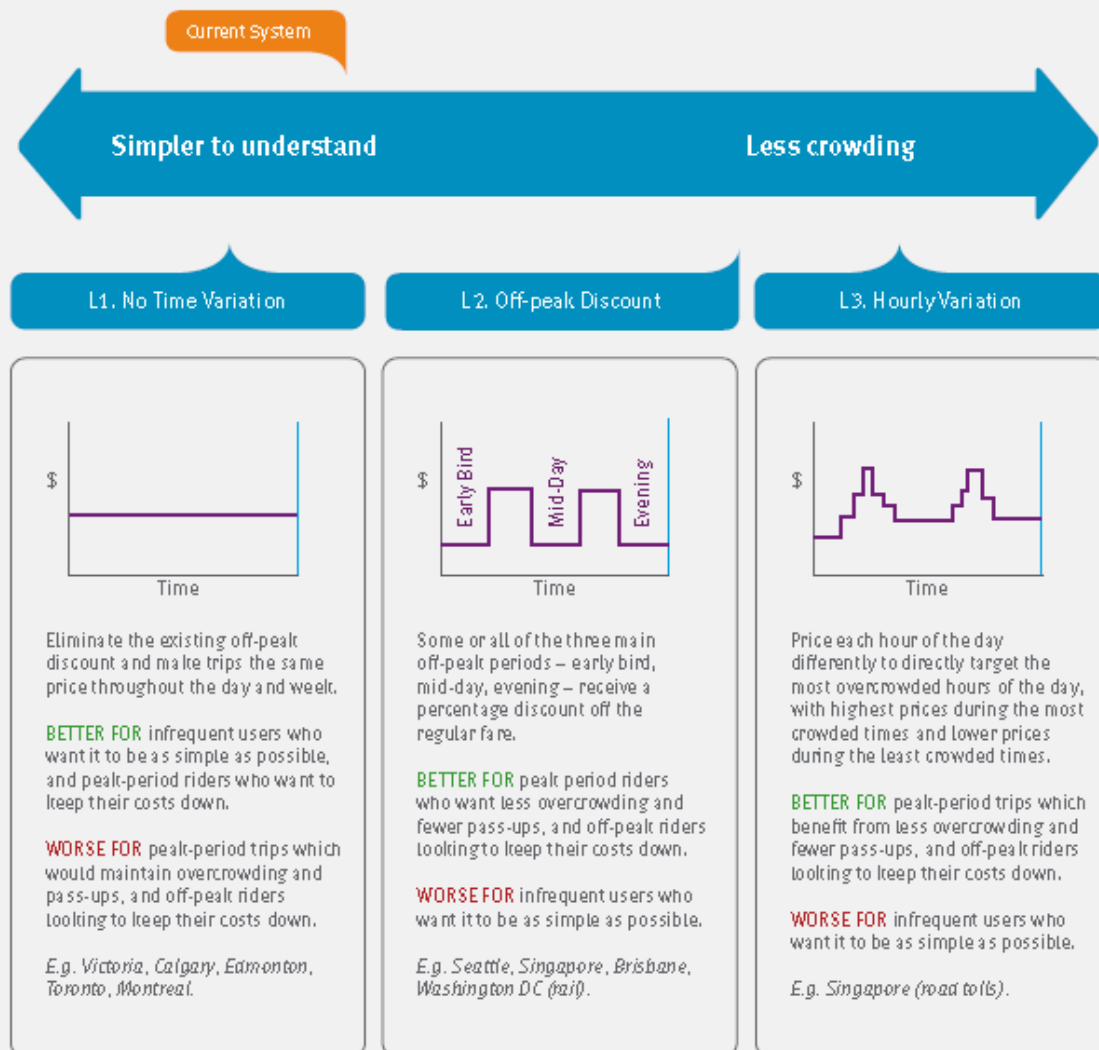 Current System
Simpler to understand
Less crowding
L1. No Time Variation
L2. Off-peak Discount
L3. Hourly Variation
$
Time
Eliminate the existing off-peak
discount and make trips the same
price throughout the day and week.
BETTER FOR infrequent users who
want it to be as simple as possible,
and peak-period riders who want to
keep their costs down.
WORSE FOR peak-period trips which
would maintain overcrowding and
pass-ups, and off-peak riders
looking to keep their costs down.
E.g. Victoria, Calgary, Edmonton,
Toronto, Montreal.
$
Early Bird
Mid-Day
Evening
Time
Some or all of the three main
off-peak periods – early bird,
mid-day, evening – receive a
percentage discount off the
regular fare.
BETTER FOR peak period riders
who want less overcrowding and
fewer pass-ups, and off-peak riders
looking to keep their costs down.
WORSE FOR infrequent users who
want it to be as simple as possible.
E.g. Seattle, Singapore, Brisbane,
Washington DC (rail).
$
Time
Price each hour of the day
differently to directly target the
most overcrowded hours of the day,
with highest prices during the most
crowded times and lower prices
during the least crowded times.
BETTER FOR peak-period trips which
benefit from less overcrowding and
fewer pass-ups, and off-peak riders
looking to keep their costs down.
WORSE FOR infrequent users who
want it to be as simple as possible.
E.g. Singapore (road tolls).